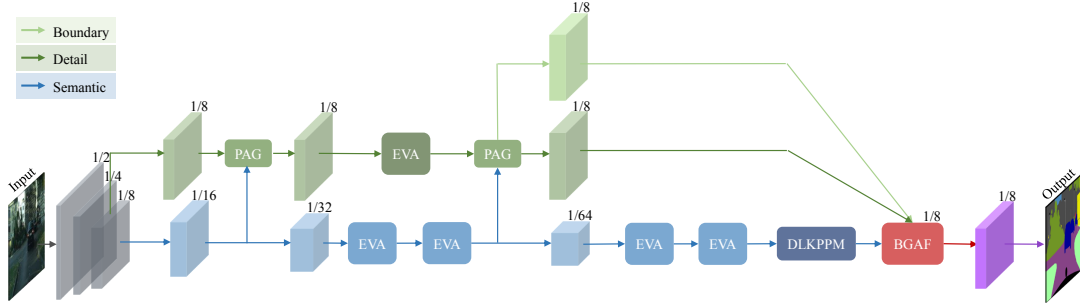 Boundary
Detail
Semantic
1/8
1/8
1/8
1/8
1/2
1/4
1/8
PAG
EVA
PAG
Input
Output
1/16
1/32
1/64
1/8
1/8
EVA
EVA
EVA
EVA
DLKPPM
BGAF